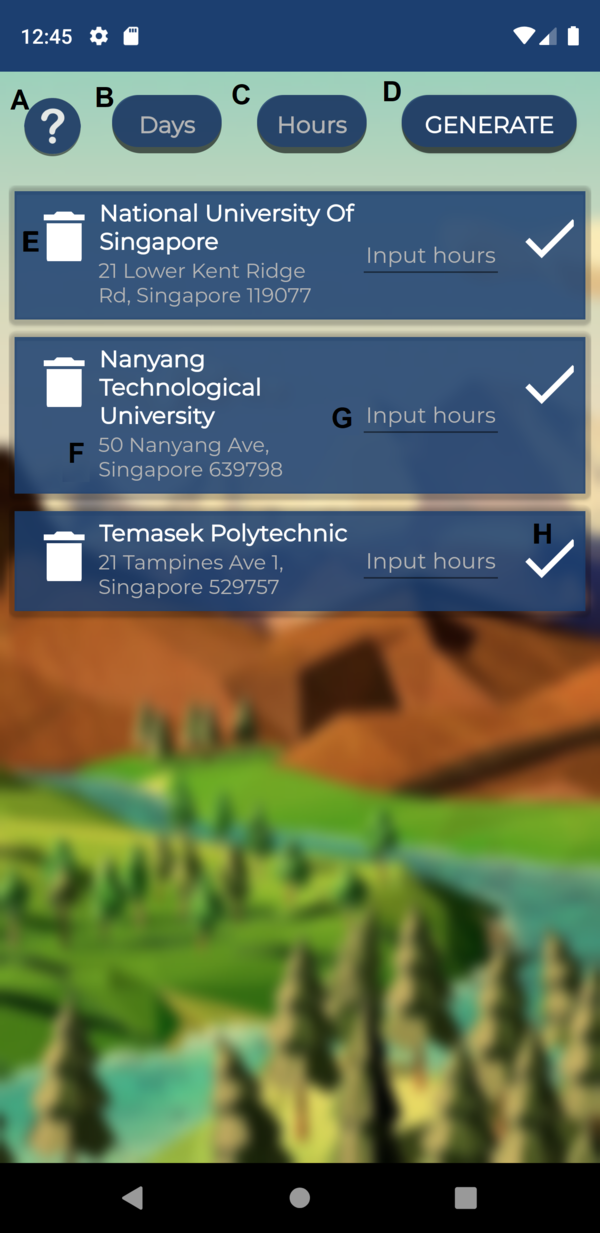 12:45
A
?
B
Days
C
Hours
D
GENERATE
E
National University Of
Singapore
21 Lower Kent Ridge
Rd, Singapore 119077
Input hours
Nanyang
Technological
University
F
50 Nanyang Ave,
Singapore 639798
G
Input hours
Temasek Polytechnic
21 Tampines Ave 1,
Singapore 529757
Input hours
H